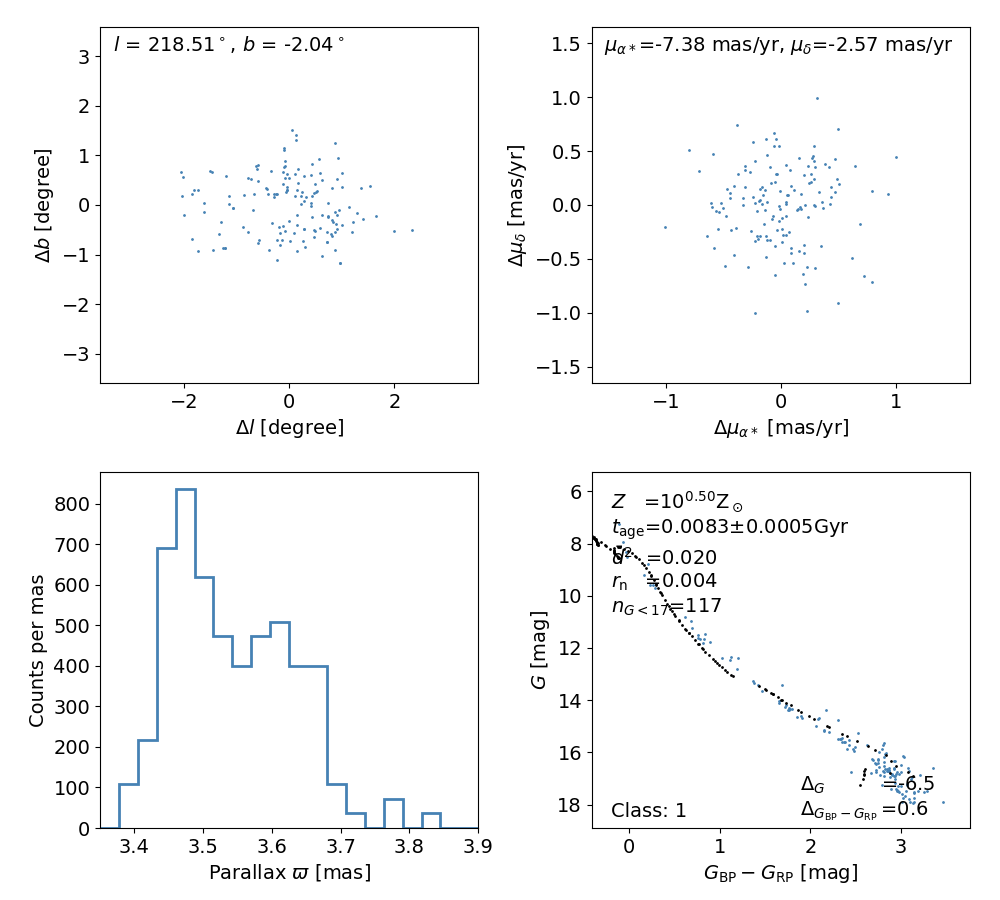 l = 218.51°, b = -2.04°
3
2
1
0
−1
−2
−3
Δb [degree]
−2
0
2
Δl [degree]
μα*=-7.38 mas/yr, μδ=-2.57 mas/yr
1.5
1.0
0.5
0.0
−0.5
−1.0
−1.5
Δμδ [mas/yr]
−1
0
1
Δμα* [mas/yr]
800
700
600
500
400
300
200
100
0
Counts per mas
3.4
3.5
3.6
3.7
3.8
3.9
Parallax ϖ [mas]
Z =10^0.50 Z⊙
t_age=0.0083±0.0005Gyr
=0.020
r_n =0.004
n_G<17=117
Δ_G =-6.5
Δ_GBP−GRP =0.6
Class: 1
6
8
10
12
14
16
18
G [mag]
0
1
2
3
G_BP − G_RP [mag]